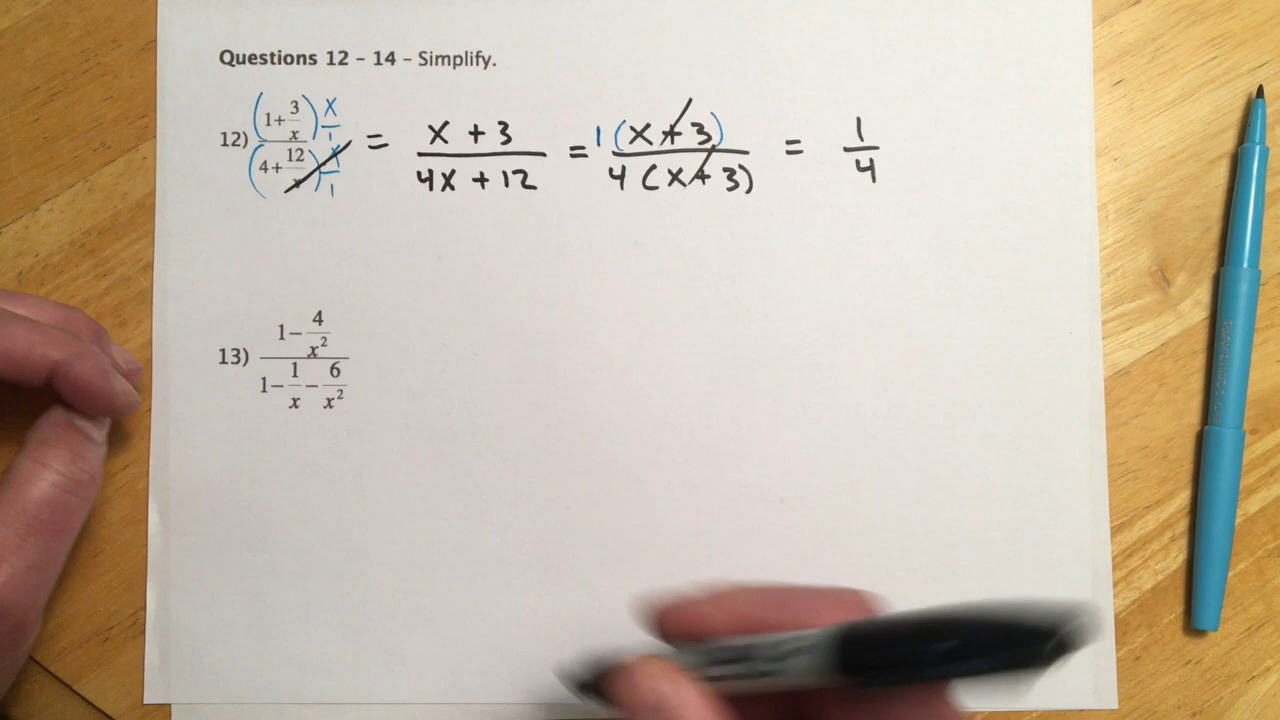 Questions 12 – 14 – Simplify.
12) (1+3/x) x/1 / (4+12/x) x/1 = x + 3 / 4x + 12 = 1(x+3) / 4(x+3) = 1/4
13) 1−4/x² / 1−1/x−6/x²